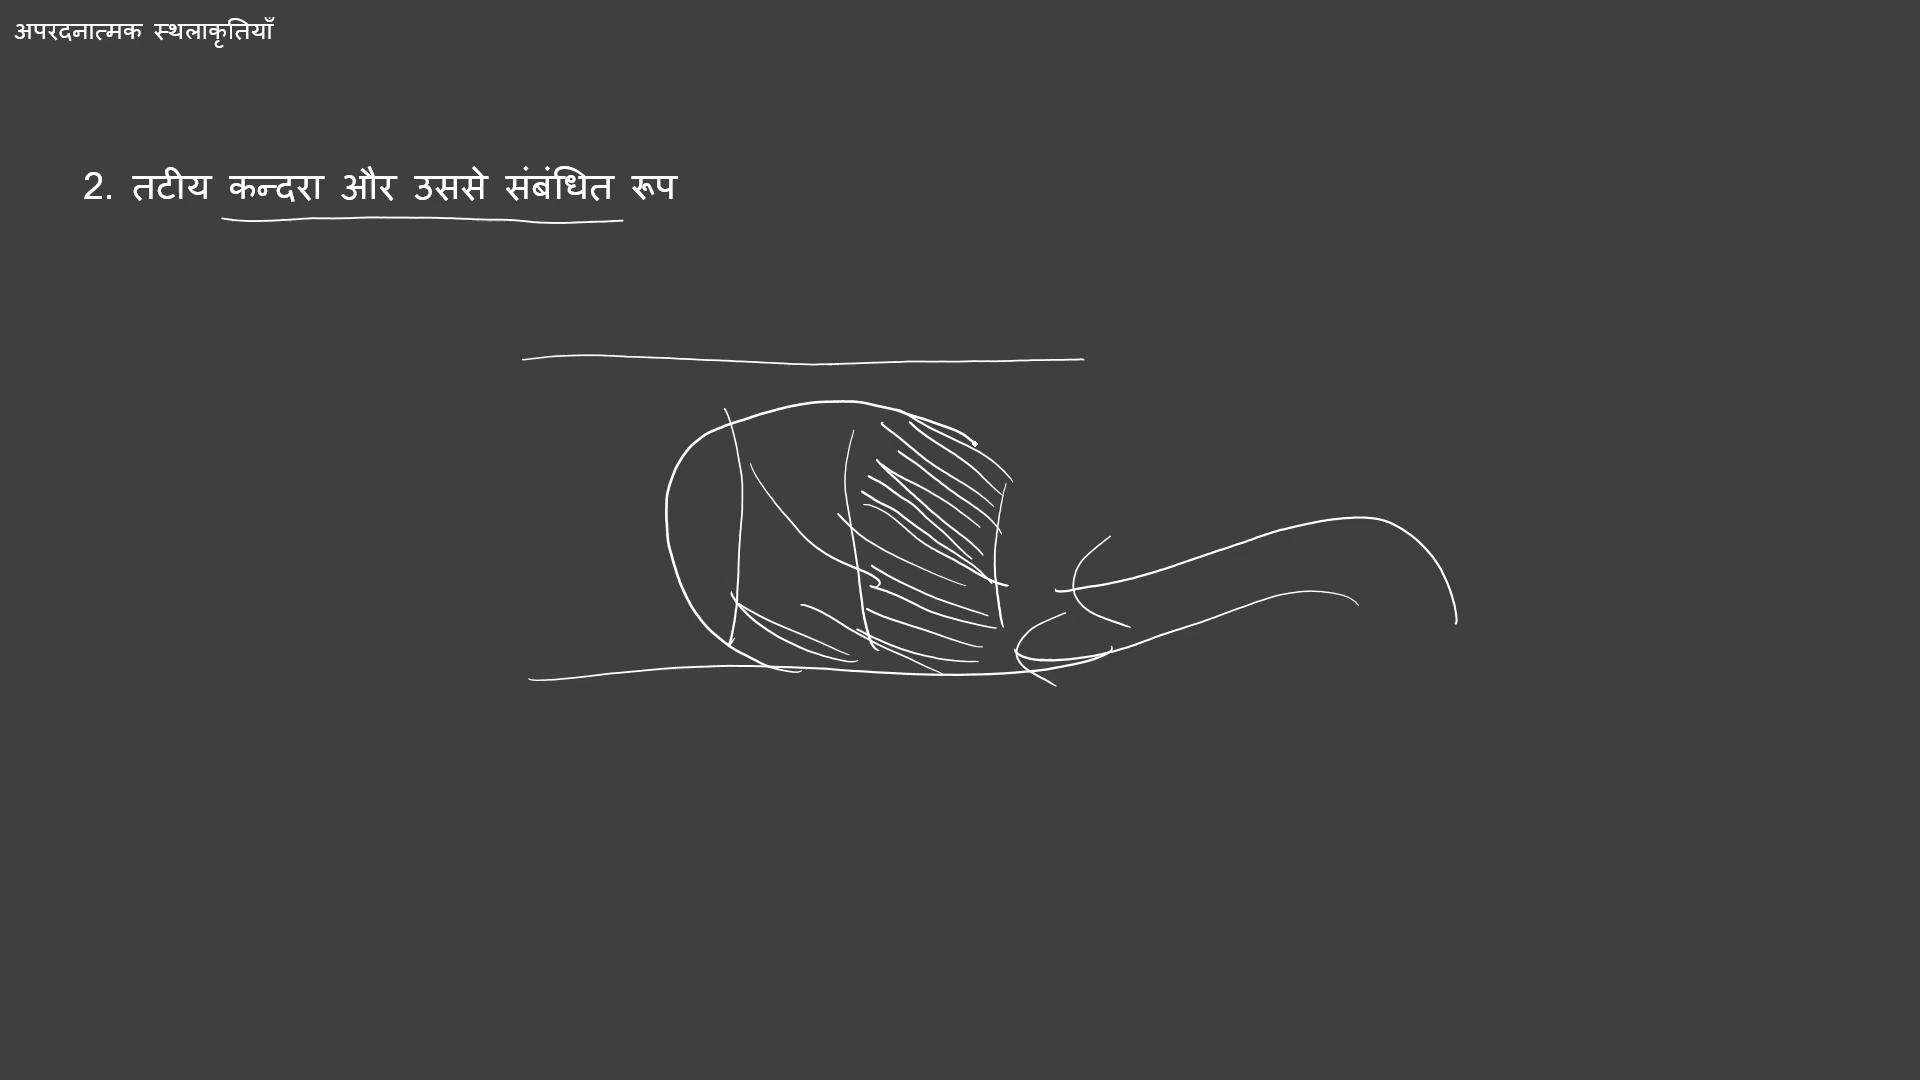 अपरदनात्मक स्थलाकृतियाँ
2. तटीय कन्दरा और उससे संबंधित रूप